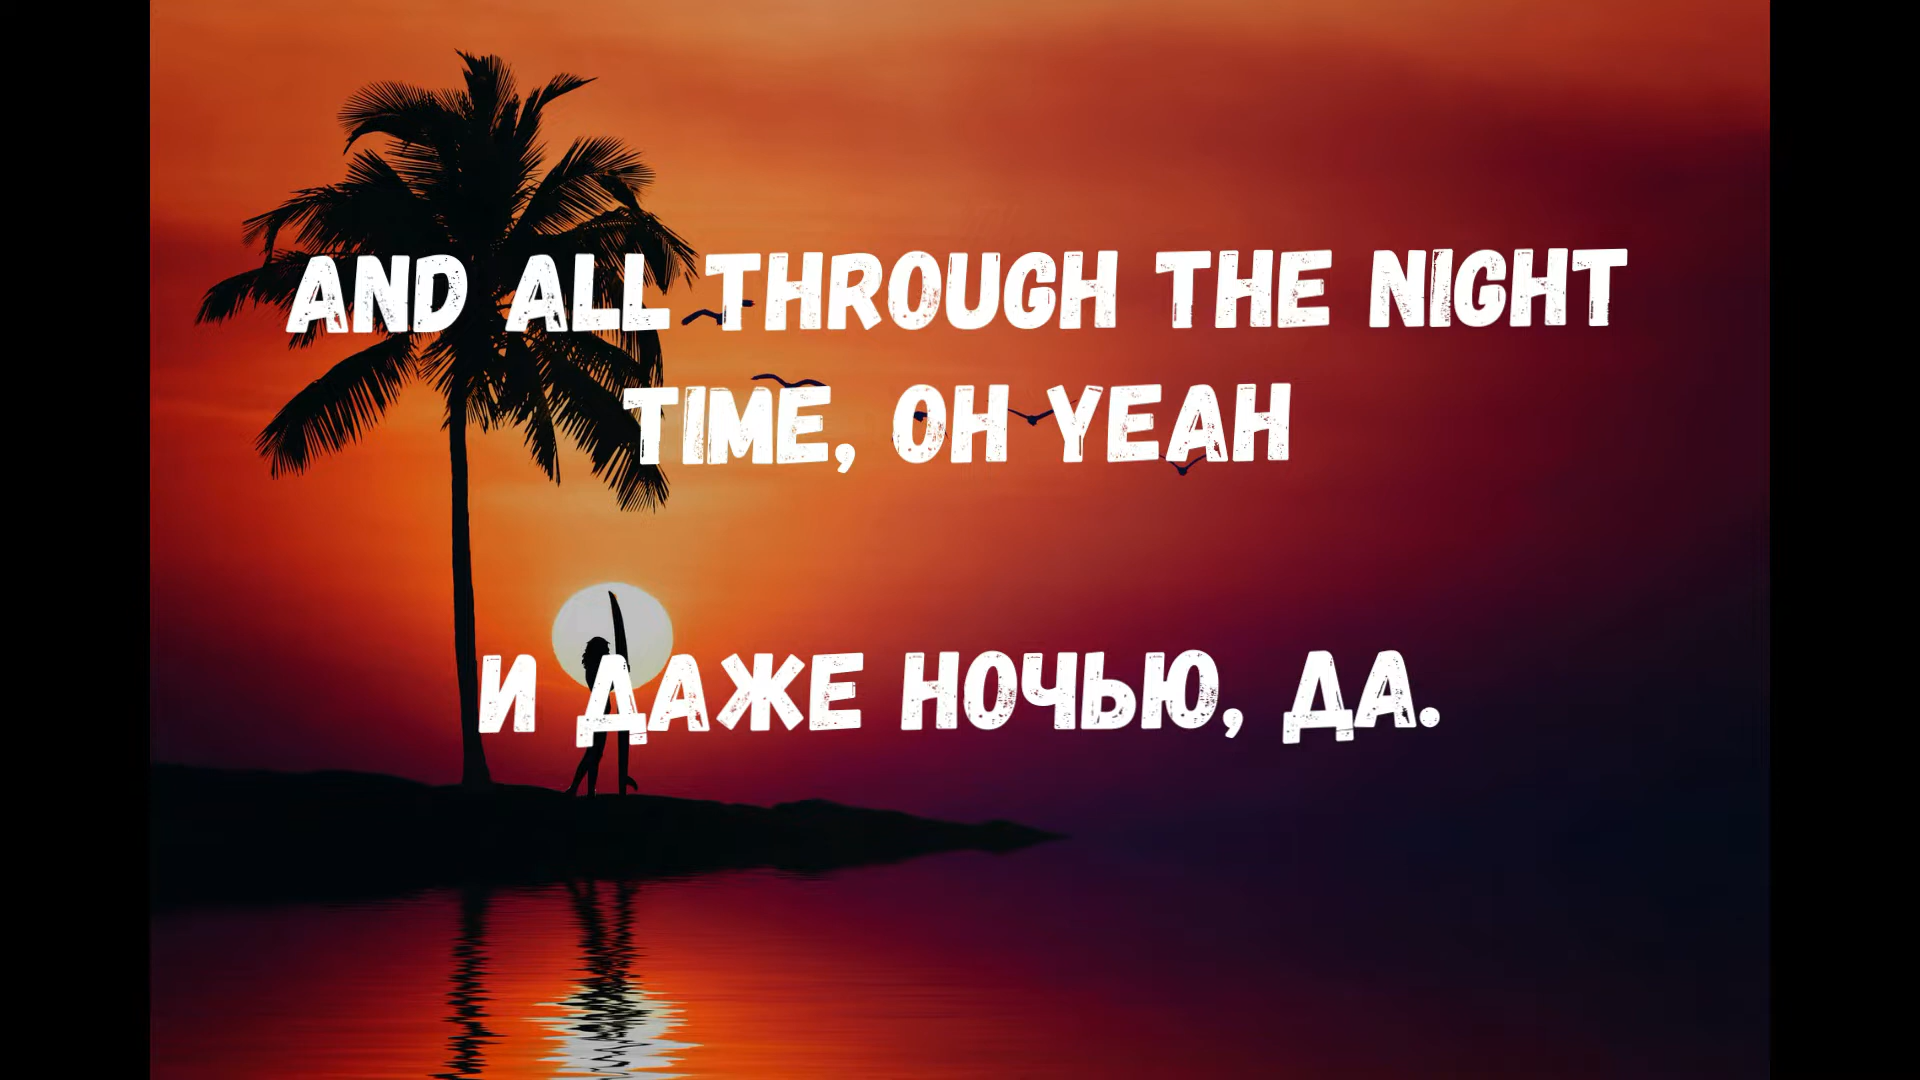 AND ALL THROUGH THE NIGHT
TIME, OH YEAH
И ДАЖЕ НОЧЬЮ, ДА.